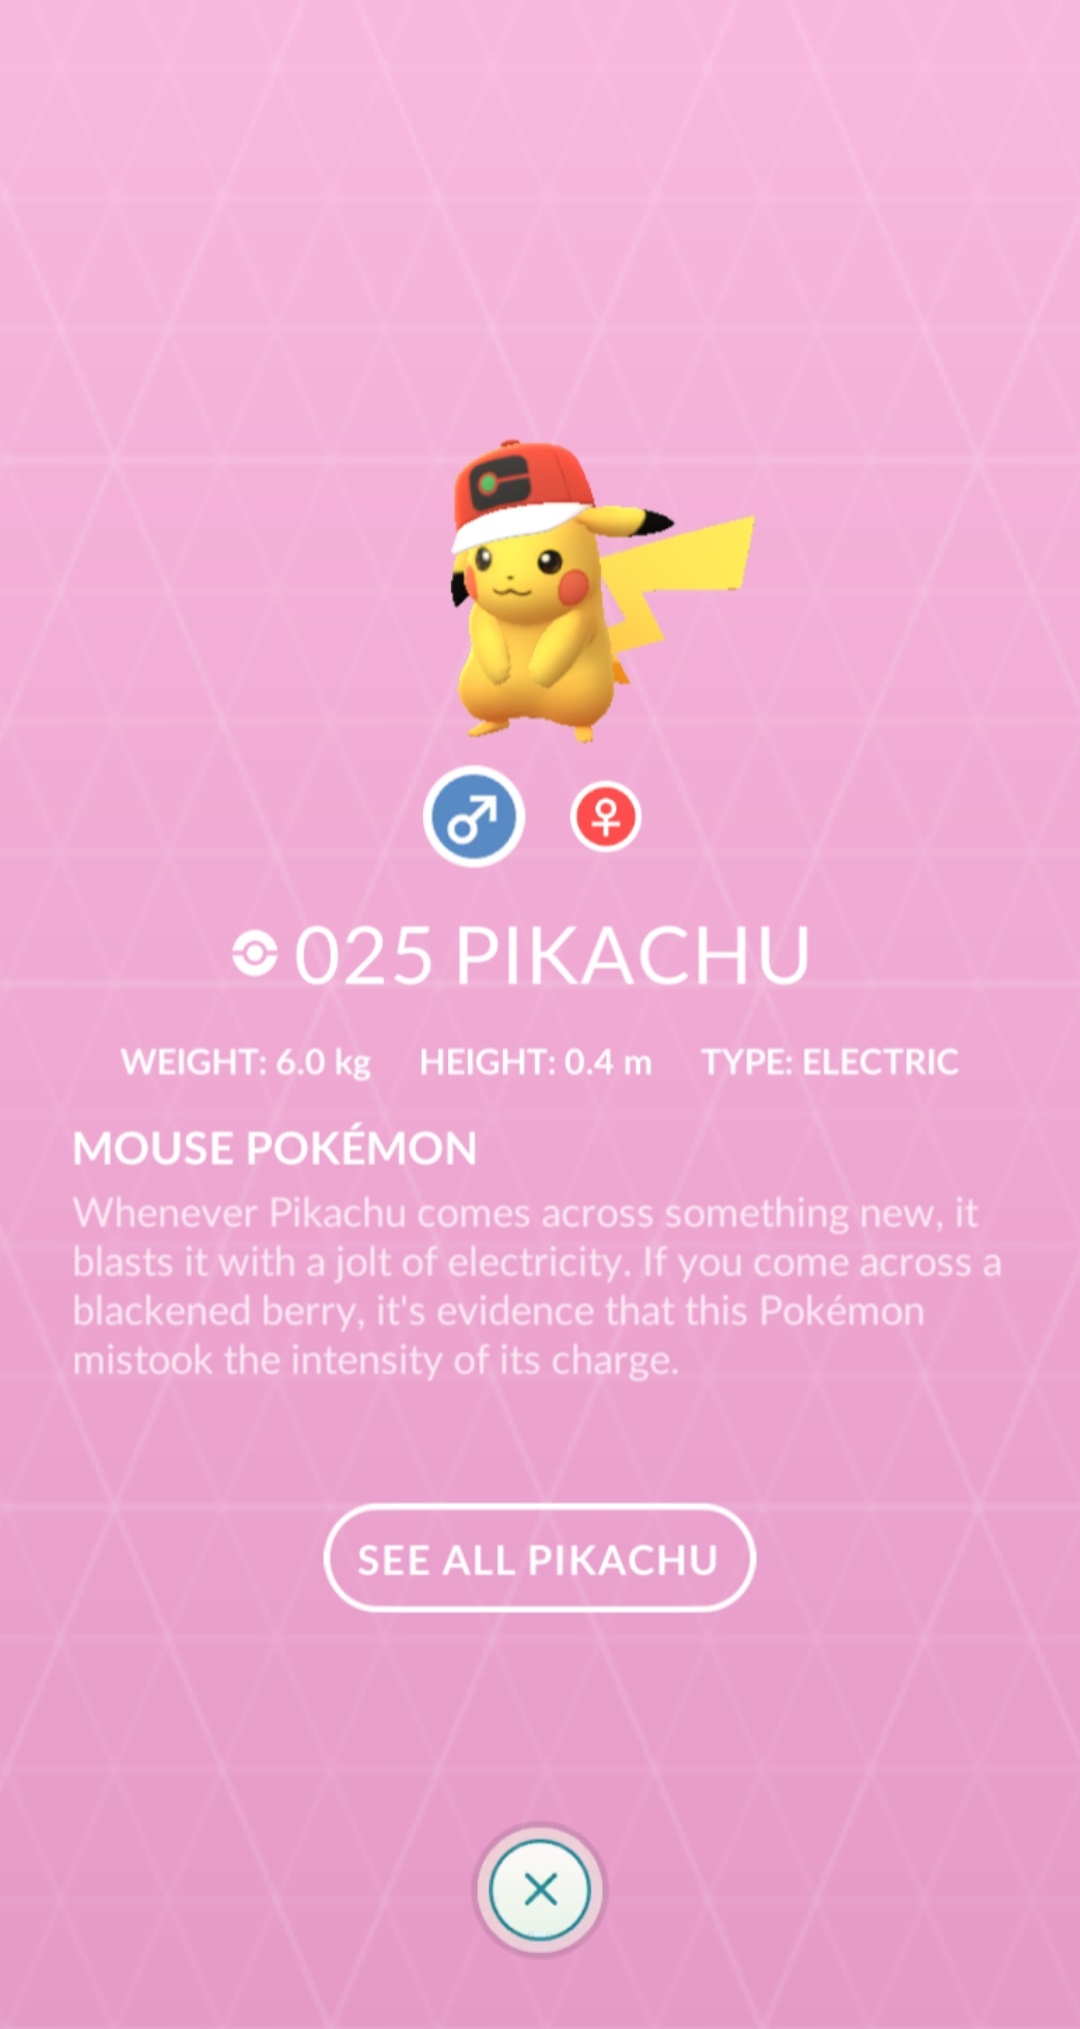 025 PIKACHU
WEIGHT: 6.0 kg HEIGHT: 0.4 m TYPE: ELECTRIC
MOUSE POKÉMON
Whenever Pikachu comes across something new, it
blasts it with a jolt of electricity. If you come across a
blackened berry, it's evidence that this Pokémon
mistook the intensity of its charge.
SEE ALL PIKACHU